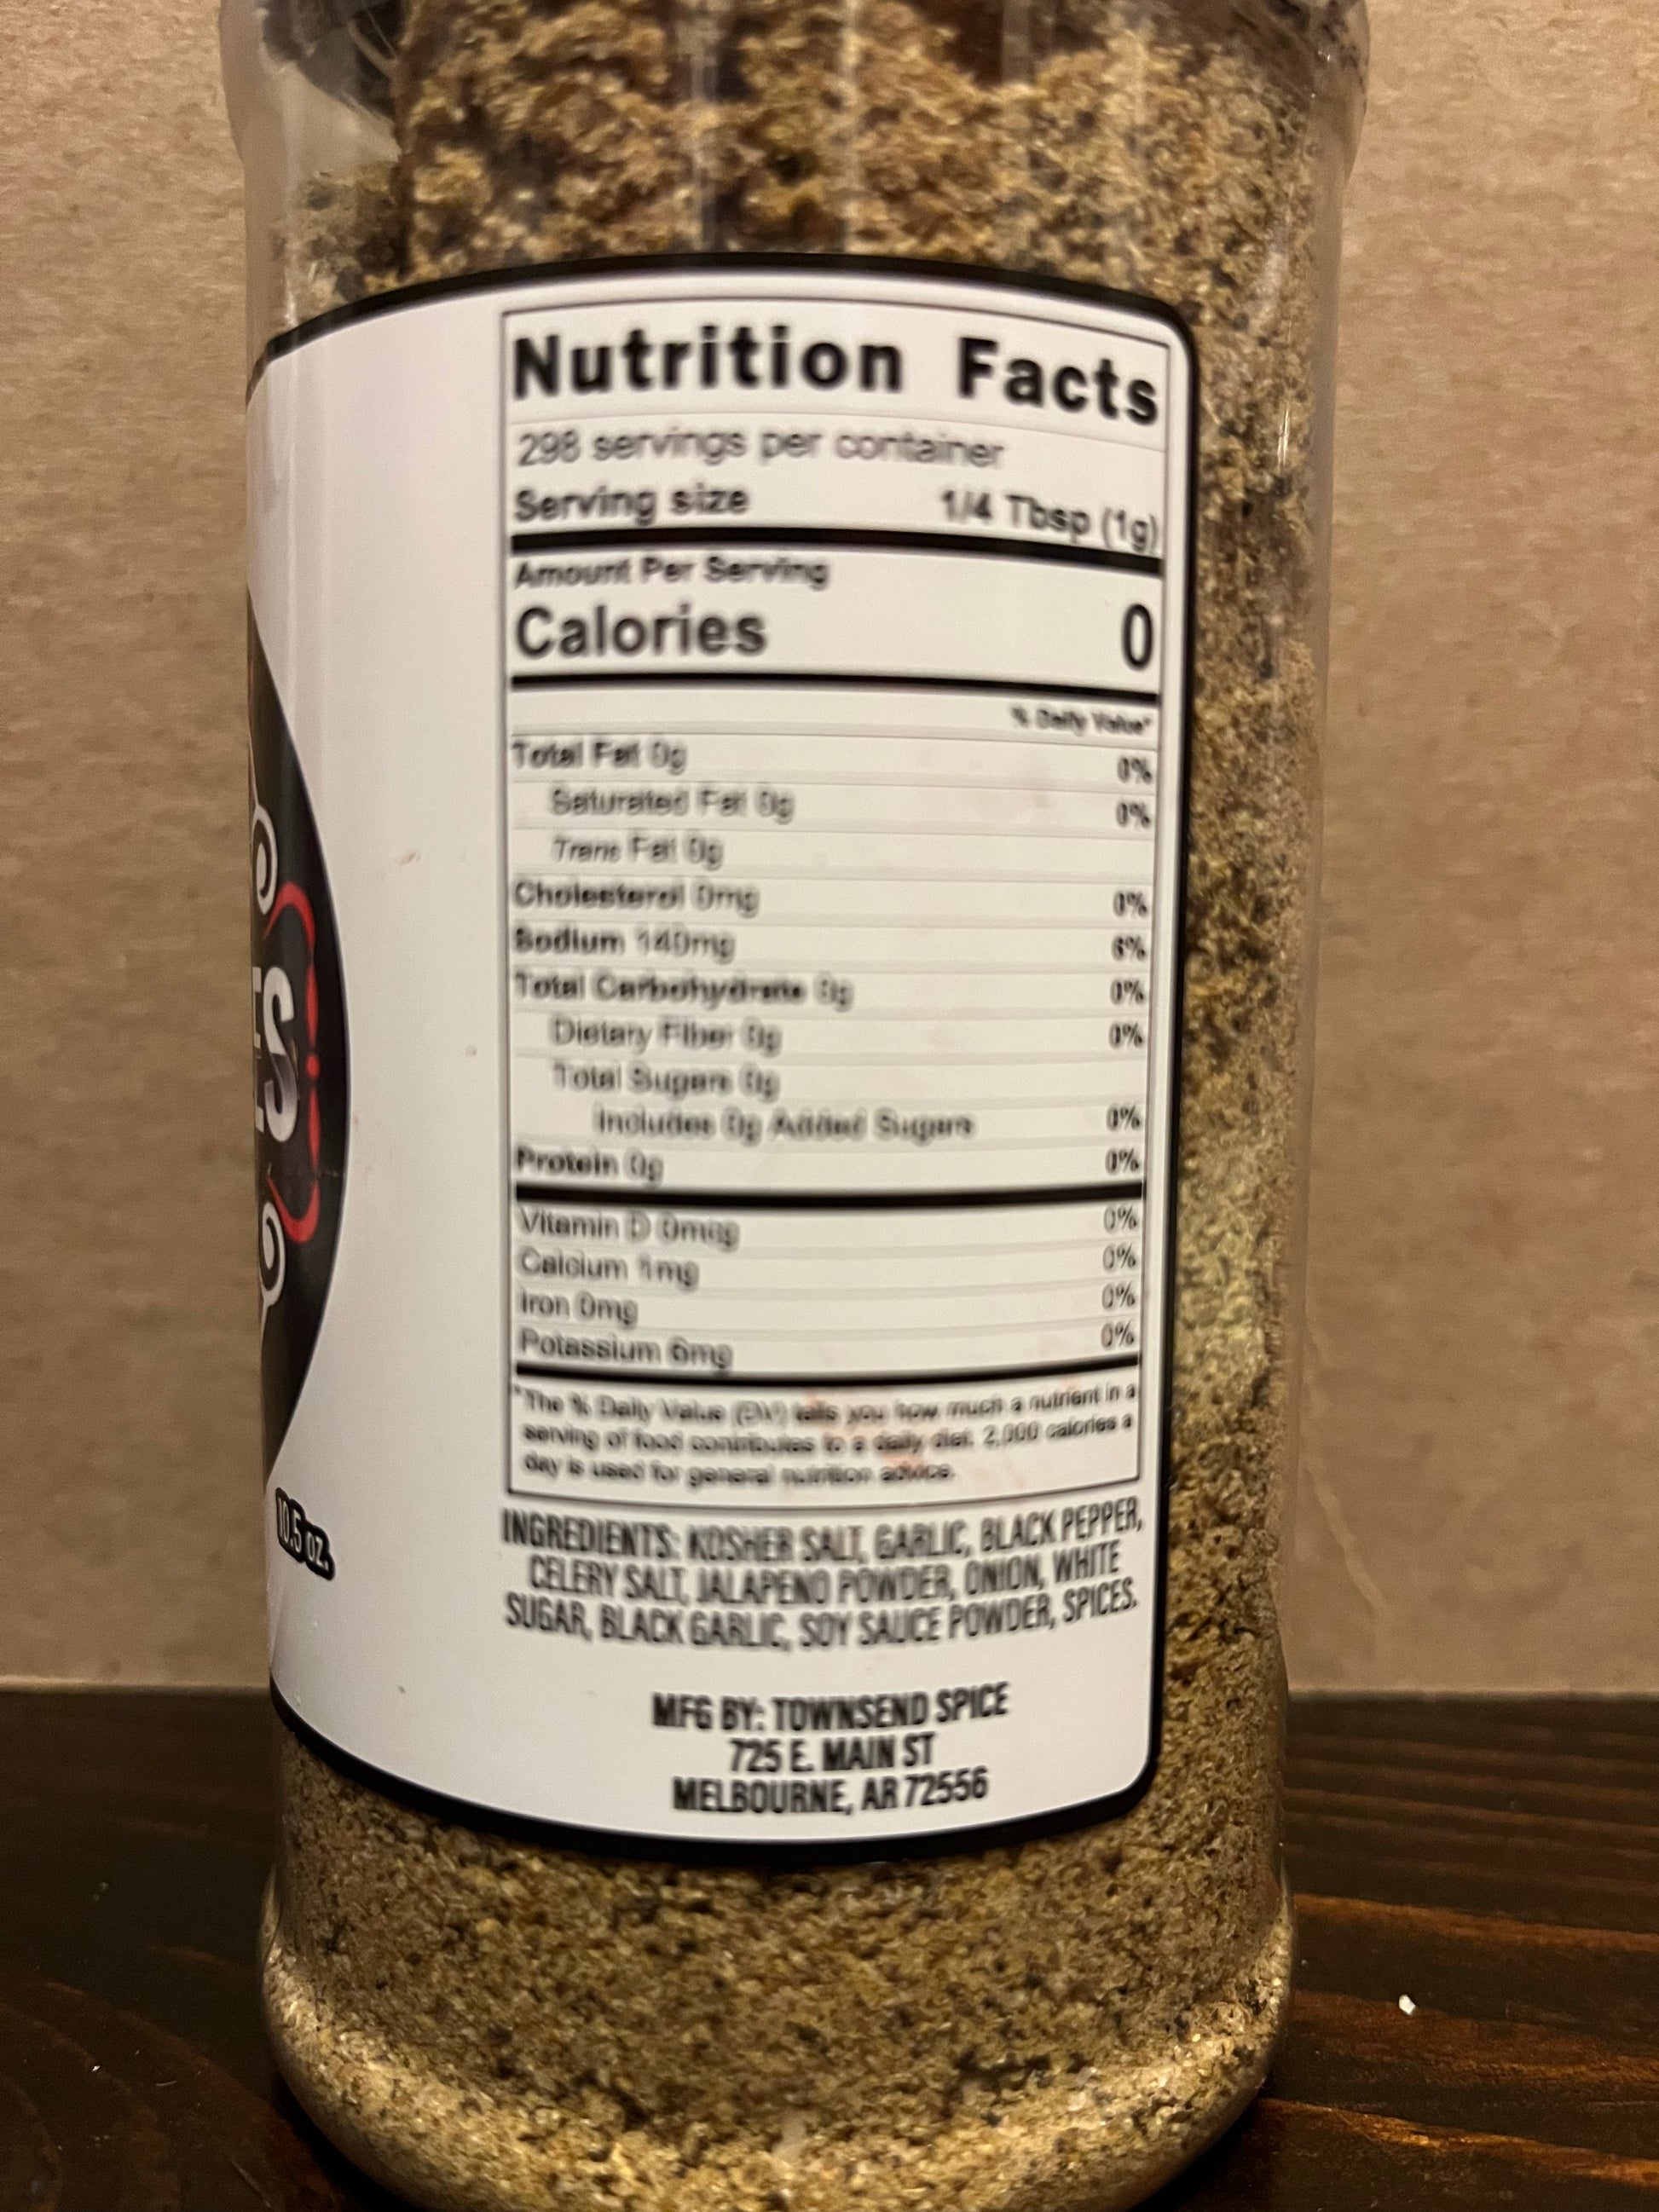 Nutrition Facts
298 servings per container
Serving size 1/4 Tbsp (1g)
Amount Per Serving
Calories 0
% Daily Value*
Total Fat 0g 0%
Saturated Fat 0g 0%
Trans Fat 0g
Cholesterol 0mg 0%
Sodium 140mg 6%
Total Carbohydrate 0g 0%
Dietary Fiber 0g 0%
Total Sugars 0g
Includes 0g Added Sugars 0%
Protein 0g 0%
Vitamin D 0mcg 0%
Calcium 1mg 0%
Iron 0mg 0%
Potassium 6mg 0%
*The % Daily Value (DV) tells you how much a nutrient in a
serving of food contributes to a daily diet. 2,000 calories a
day is used for general nutrition advice.
ES
10.5 oz.
INGREDIENTS: KOSHER SALT, GARLIC, BLACK PEPPER,
CELERY SALT, JALAPENO POWDER, ONION, WHITE
SUGAR, BLACK GARLIC, SOY SAUCE POWDER, SPICES.
MFG BY: TOWNSEND SPICE
725 E. MAIN ST
MELBOURNE, AR 72556